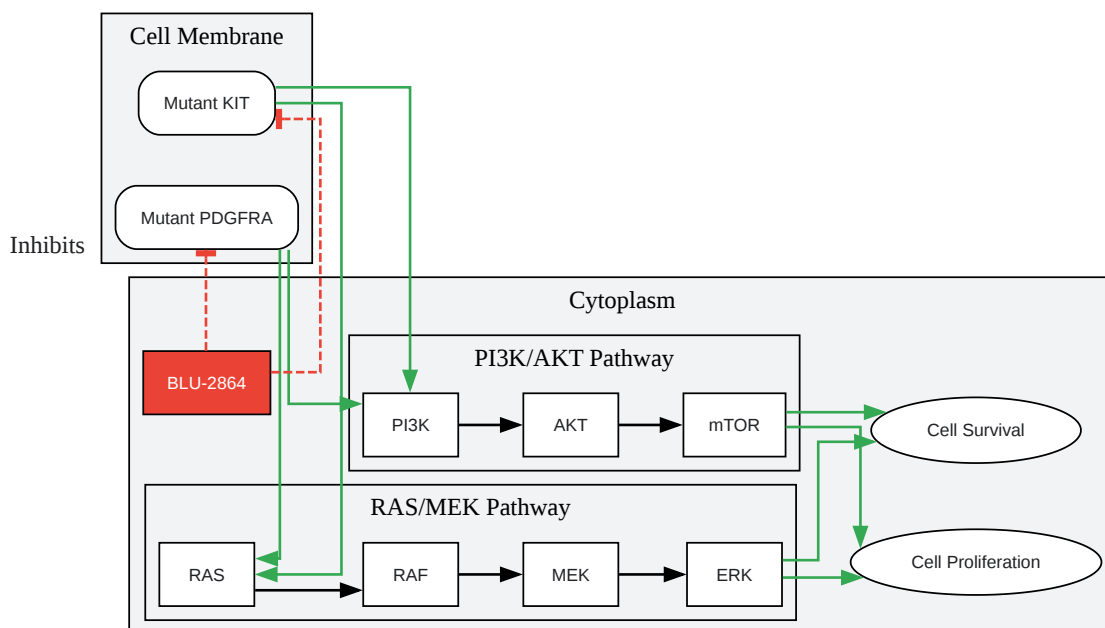 Cell Membrane
Mutant KIT
Mutant PDGFRA
Inhibits
Cytoplasm
BLU-2864
PI3K/AKT Pathway
PI3K
AKT
mTOR
Cell Survival
RAS/MEK Pathway
RAS
RAF
MEK
ERK
Cell Proliferation